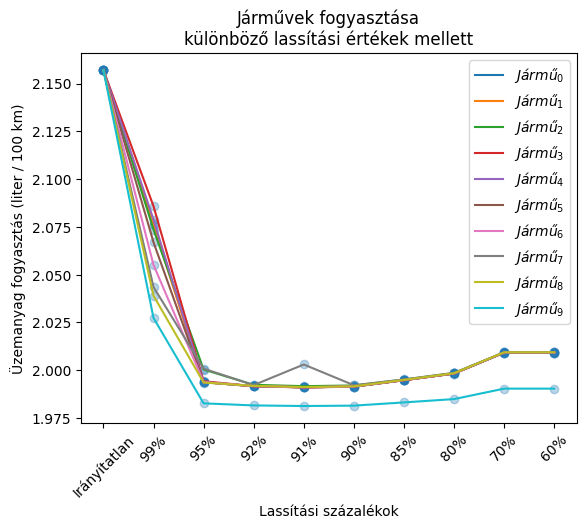 Járművek fogyasztása
különböző lassítási értékek mellett
Üzemanyag fogyasztás (liter / 100 km)
2.150
2.125
2.100
2.075
2.050
2.025
2.000
1.975
Jármű₀
Jármű₁
Jármű₂
Jármű₃
Jármű₄
Jármű₅
Jármű₆
Jármű₇
Jármű₈
Jármű₉
Irányítatlan
99%
95%
92%
91%
90%
85%
80%
70%
60%
Lassítási százalékok